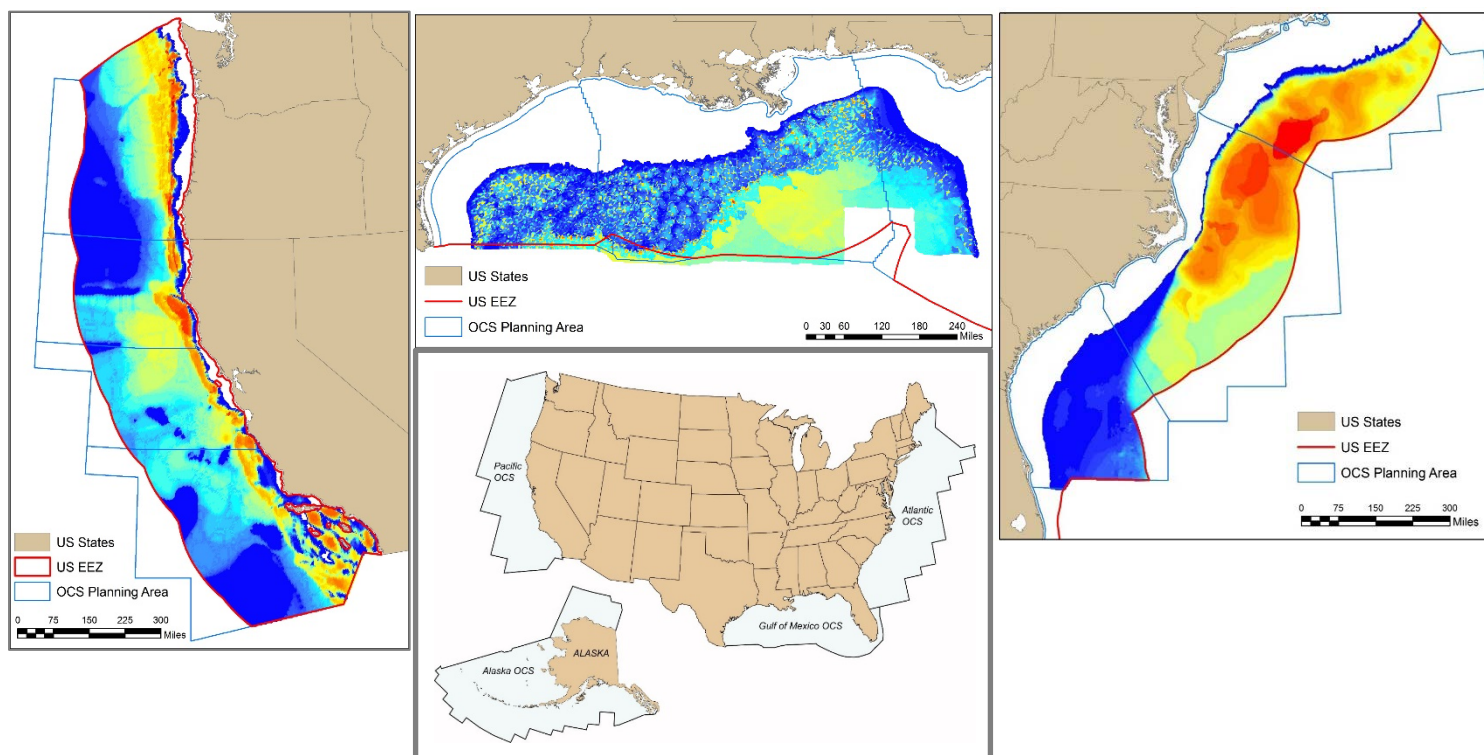 US States
US EEZ
OCS Planning Area
0 75 150 225 300
Miles
US States
US EEZ
OCS Planning Area
0 30 60 120 180 240
Miles
Pacific
OCS
Atlantic
OCS
Gulf of Mexico OCS
ALASKA
Alaska OCS
US States
US EEZ
OCS Planning Area
0 75 150 225 300
Miles